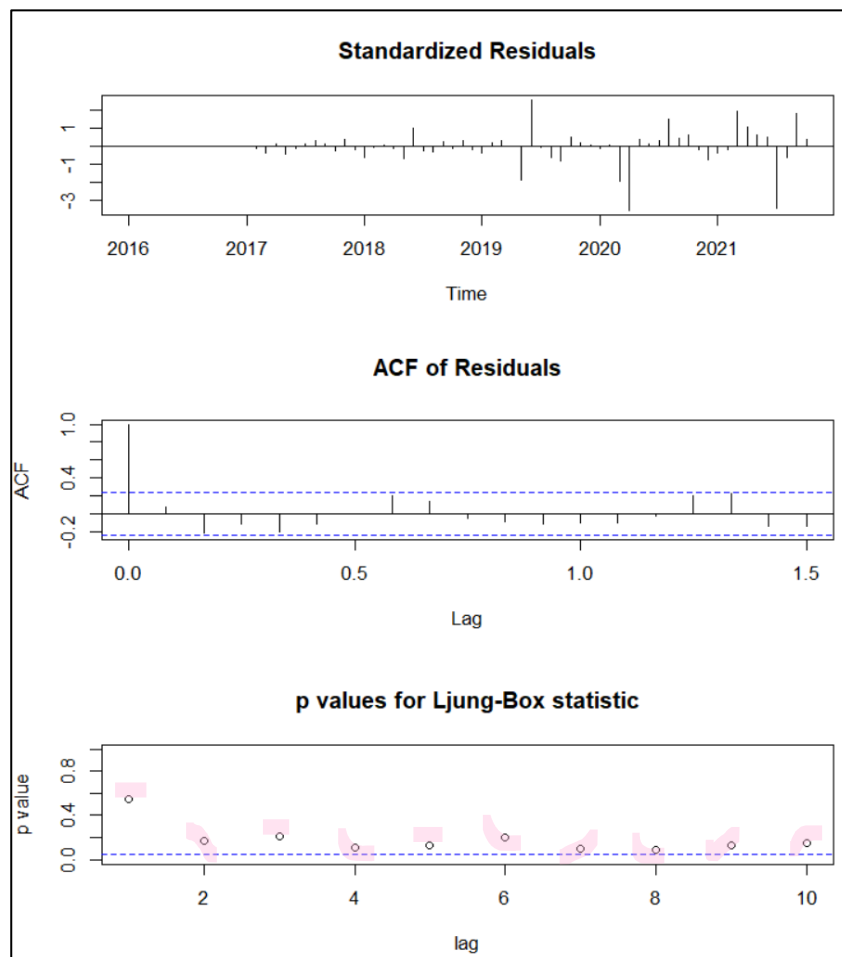 Standardized Residuals
1
-1
-3
2016 2017 2018 2019 2020 2021
Time
ACF of Residuals
1.0
0.4
-0.2
ACF
0.0 0.5 1.0 1.5
Lag
p values for Ljung-Box statistic
0.8
0.4
0.0
p value
2 4 6 8 10
lag